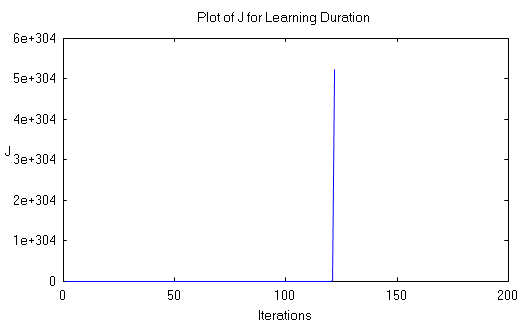 Plot of J for Learning Duration
6e+304
5e+304
4e+304
J
3e+304
2e+304
1e+304
0
0 50 100 150 200
Iterations